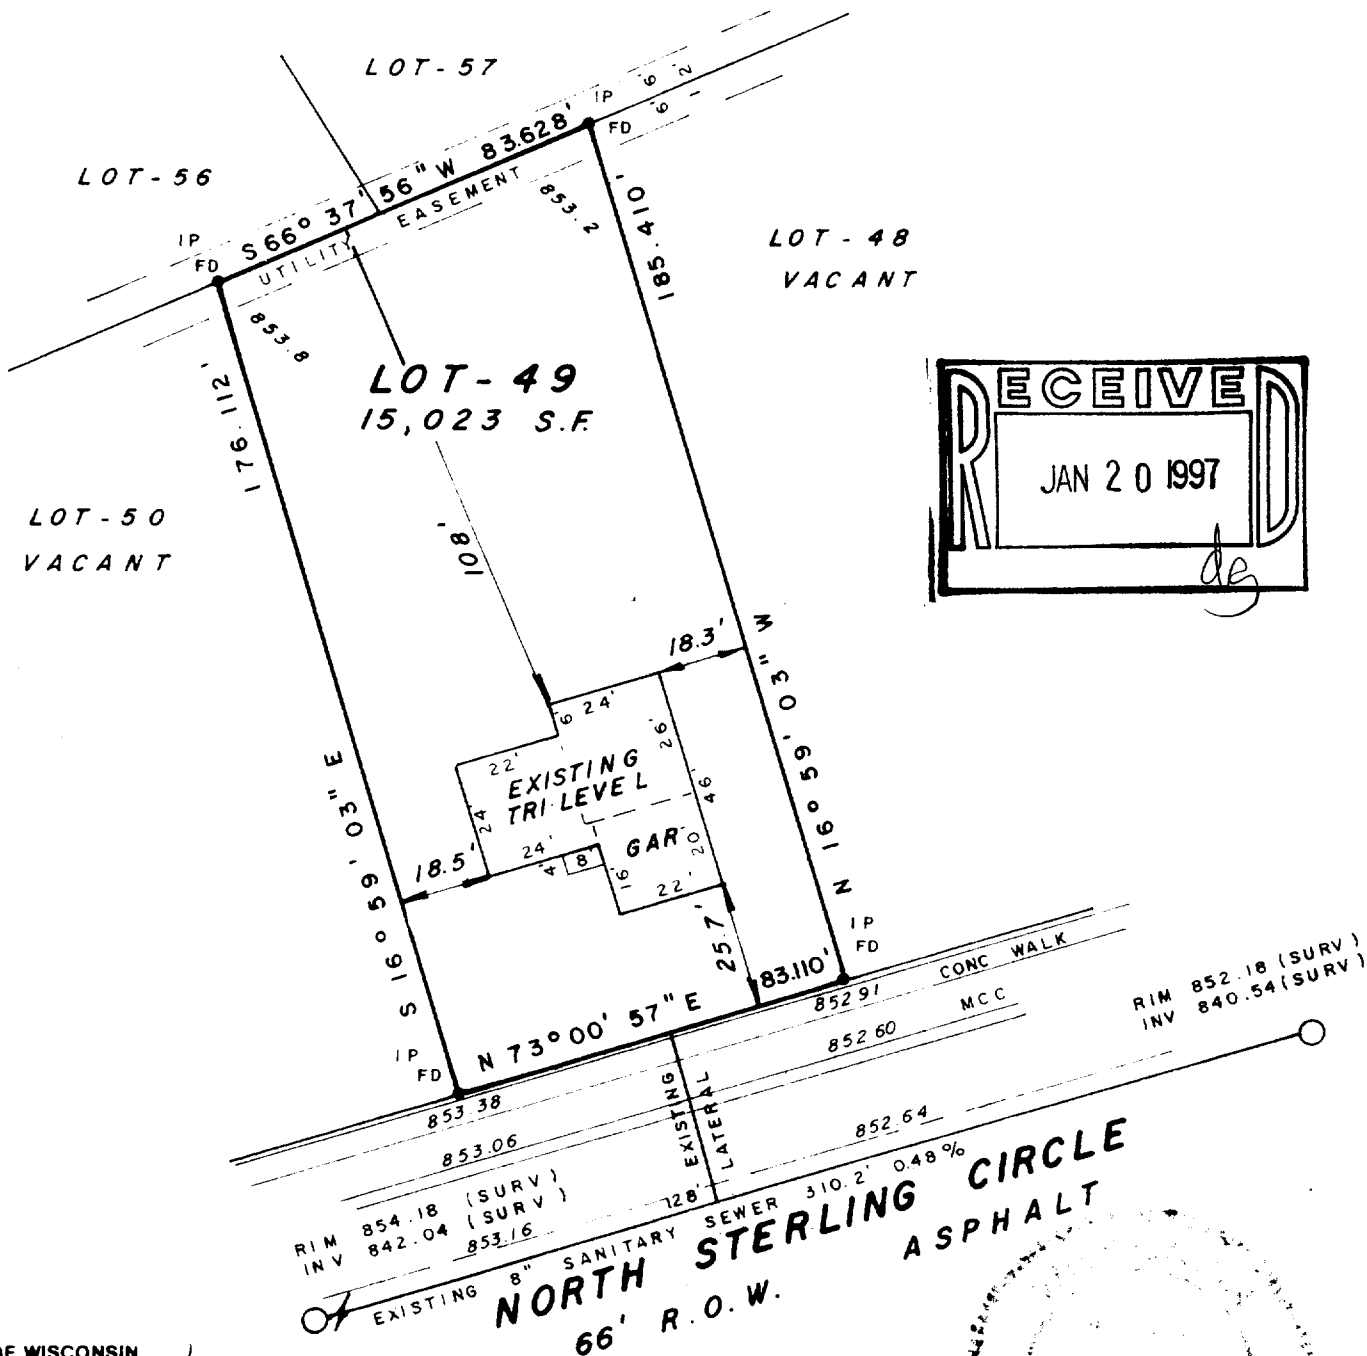 LOT-57
LOT-56
IP
FD
6'
2'
6'
1
S 66° 37' 56" W 83.628'
UTILITY EASEMENT
IP
FD
853.2
853.8
185.410'
176.112'
LOT - 48
VACANT
LOT-49
15,023 S.F.
RECEIVED
JAN 20 1997
LOT-50
VACANT
108'
18.3'
N 16° 59' 03" W
S 16° 59' 03" E
6'
24'
22'
26'
EXISTING
TRI-LEVEL
24'
46'
GAR
20'
24'
4'
8'
16'
22'
18.5'
25.7'
83.110'
N 73° 00' 57" E
IP
FD
IP
FD
CONC WALK
852 91
MCC
852 60
RIM 852.18 (SURV)
INV 840.54 (SURV)
853.38
853.06
EXISTING
LATERAL
852.64
RIM 854.18 (SURV)
INV 842.04 (SURV)
853.16
128'
EXISTING 8" SANITARY SEWER 310.2' 0.48%
NORTH STERLING CIRCLE
ASPHALT
66' R.O.W.
WISCONSIN )